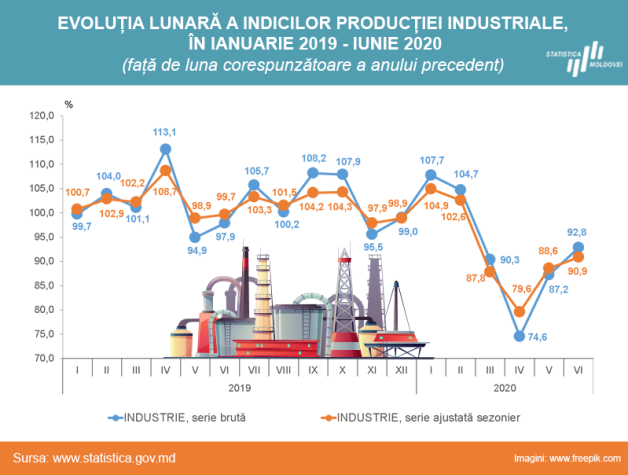 EVOLUȚIA LUNARĂ A INDICILOR PRODUCȚIEI INDUSTRIALE,
ÎN IANUARIE 2019 - IUNIE 2020
(față de luna corespunzătoare a anului precedent)
STATISTICA
MOLDOVEI
%
120,0
115,0
110,0
105,0
100,0
95,0
90,0
85,0
80,0
75,0
70,0
100,7 104,0 102,2 113,1 98,9 99,7 105,7 101,5 108,2 107,9 97,9 98,9 107,7 104,7 90,3 79,6 88,6 92,8
99,7 102,9 101,1 108,7 94,9 97,9 103,3 100,2 104,2 104,3 95,5 99,0 104,9 102,6 87,8 74,6 87,2 90,9
I II III IV V VI VII VIII IX X XI XII I II III IV V VI
2019 2020
INDUSTRIE, serie brută INDUSTRIE, serie ajustată sezonier
Sursa: www.statistica.gov.md Imagini: www.freepik.com